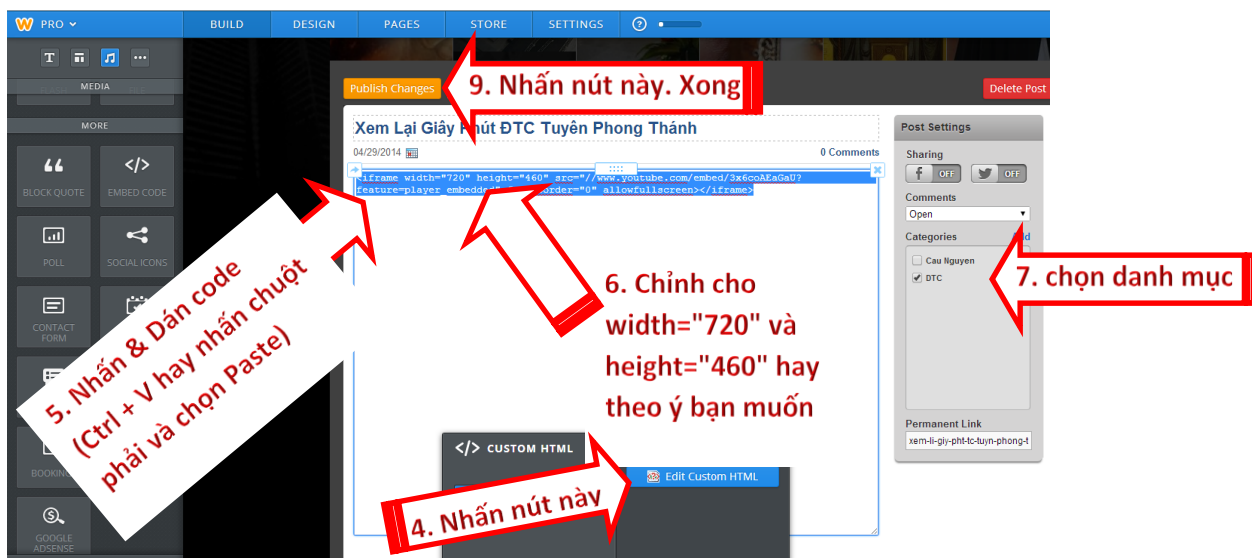 PRO
BUILD
DESIGN
PAGES
STORE
SETTINGS
MEDIA
MORE
BLOCK QUOTE
EMBED CODE
POLL
SOCIAL ICONS
CONTACT
FORM
GOOGLE
ADSENSE
Publish Changes
9. Nhấn nút này. Xong
Delete Post
Xem Lại Giây Phút ĐTC Tuyên Phong Thánh
04/29/2014
0 Comments
<iframe width="720" height="460" src="//www.youtube.com/embed/3x6coAEaGaU?
feature=player_embedded" frameborder="0" allowfullscreen></iframe>
5. Nhấn & Dán code
(Ctrl + V hay nhấn chuột
phải và chọn Paste)
6. Chỉnh cho
width="720" và
height="460" hay
theo ý bạn muốn
</> CUSTOM HTML
Edit Custom HTML
4. Nhấn nút này
Post Settings
Sharing
OFF
OFF
Comments
Open
Categories
Add
Cau Nguyen
DTC
7. chọn danh mục
Permanent Link
xem-li-giy-pht-tc-tuyn-phong-t